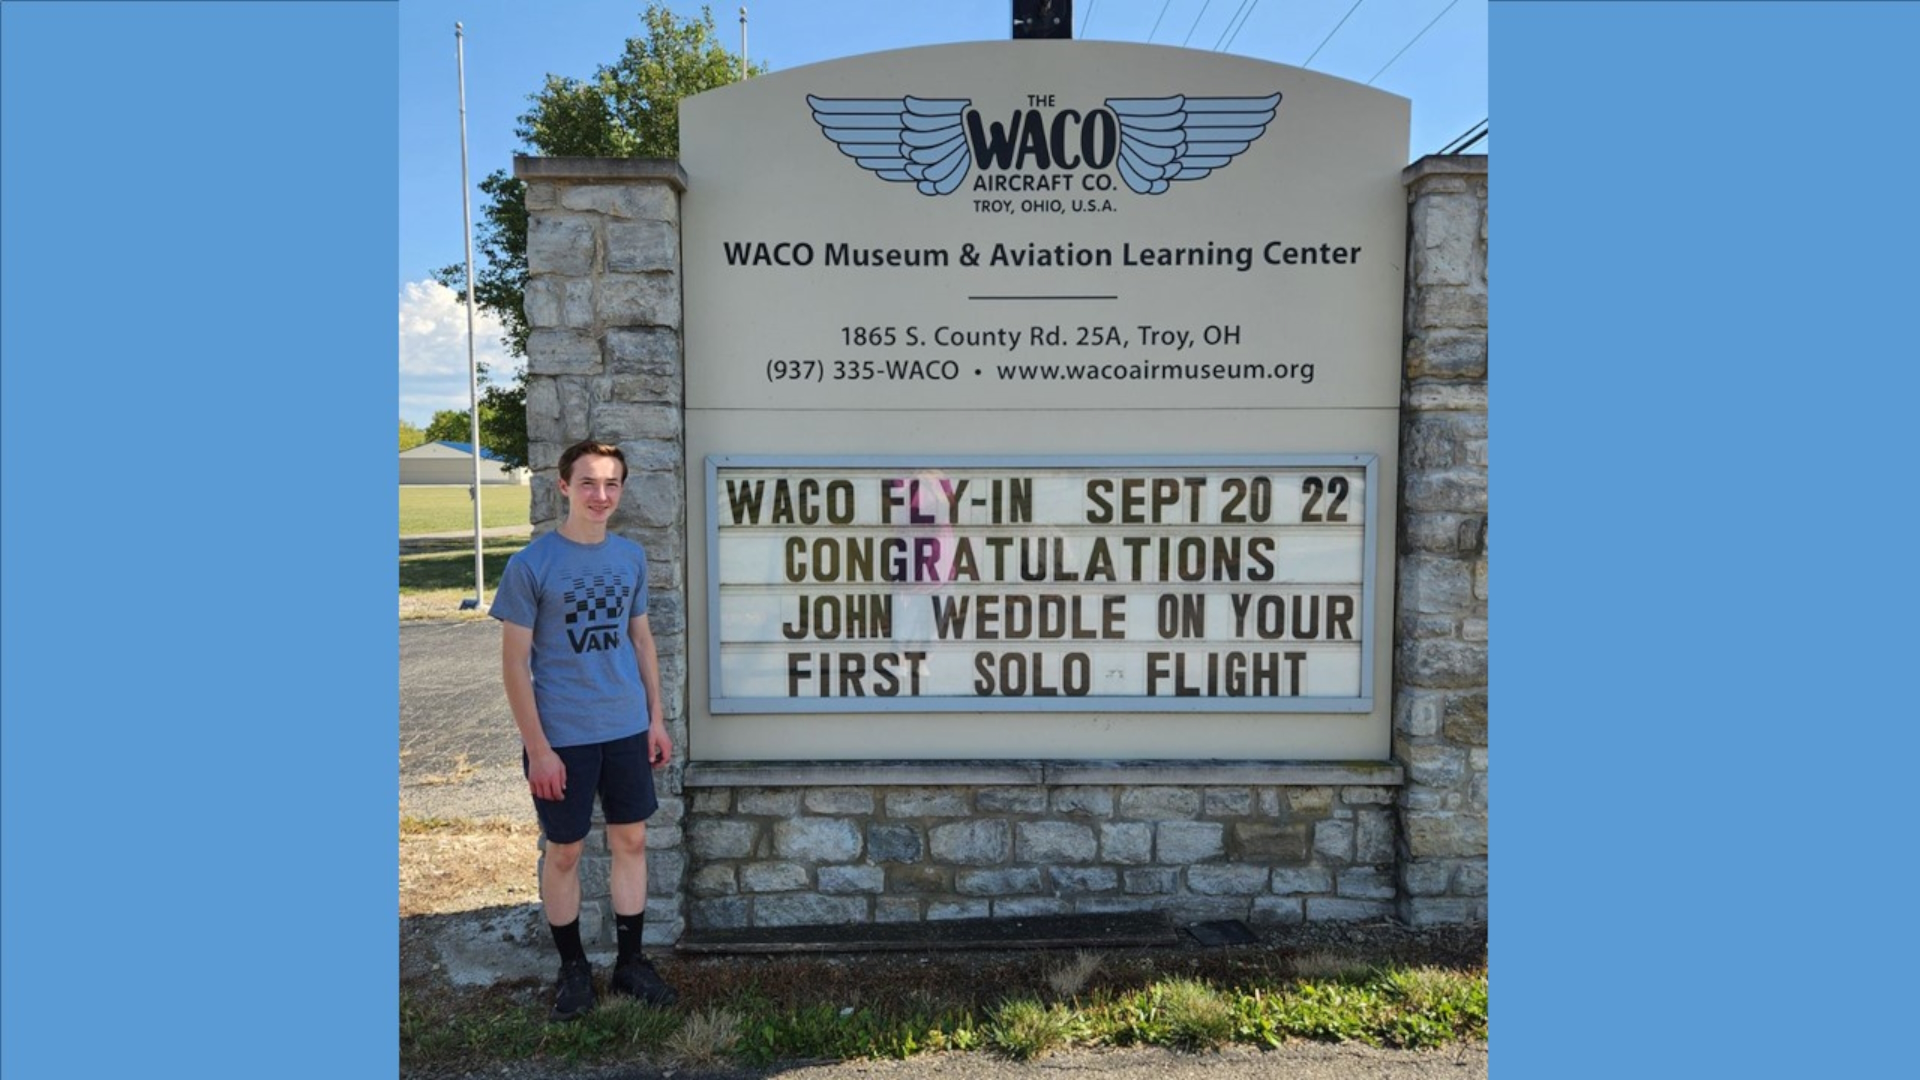 THE
WACO
AIRCRAFT CO.
TROY, OHIO, U.S.A.
WACO Museum & Aviation Learning Center
1865 S. County Rd. 25A, Troy, OH
(937) 335-WACO • www.wacoairmuseum.org
WACO FLY-IN SEPT 20 22
CONGRATULATIONS
JOHN WEDDLE ON YOUR
FIRST SOLO FLIGHT
VANS